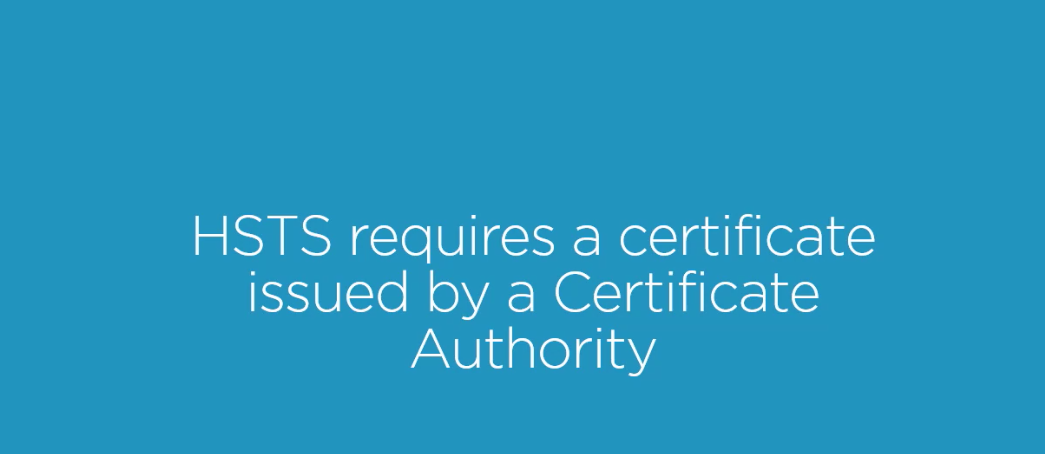 HSTS requires a certificate
issued by a Certificate
Authority